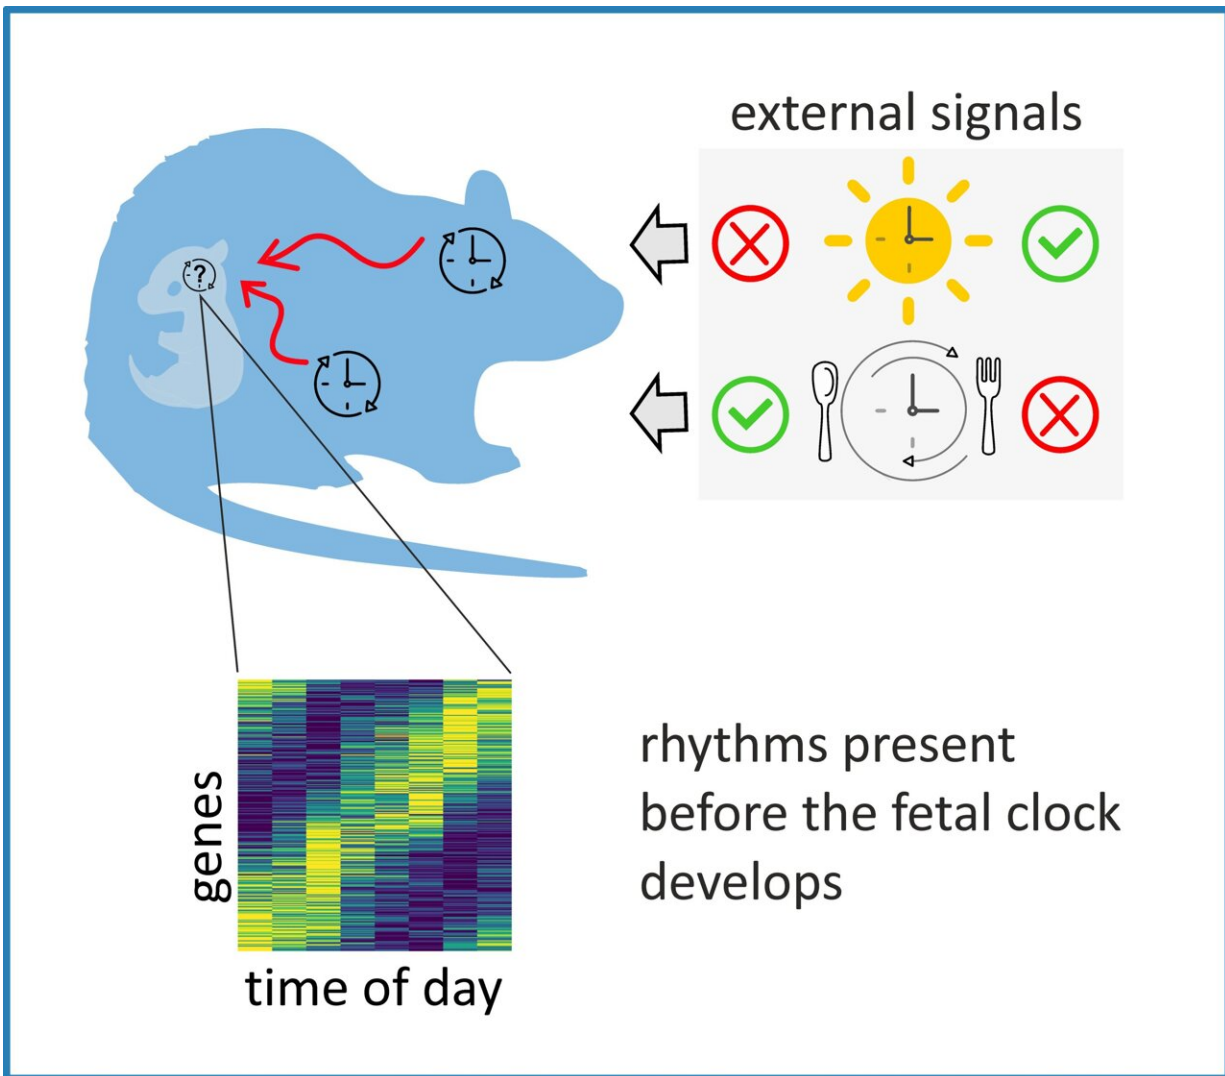 external signals
?
genes
time of day
rhythms present
before the fetal clock
develops